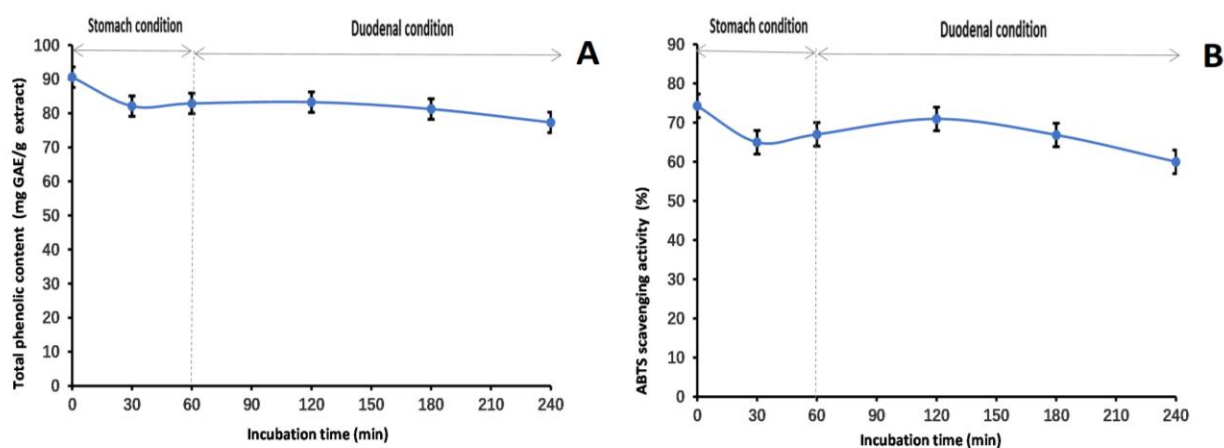 Stomach condition
Duodenal condition
A
100
90
80
70
60
50
40
30
20
10
0
Total phenolic content (mg GAE/g extract)
0 30 60 90 120 150 180 210 240
Incubation time (min)
Stomach condition
Duodenal condition
B
90
80
70
60
50
40
30
20
10
0
ABTS scavenging activity (%)
0 30 60 90 120 150 180 210 240
Incubation time (min)